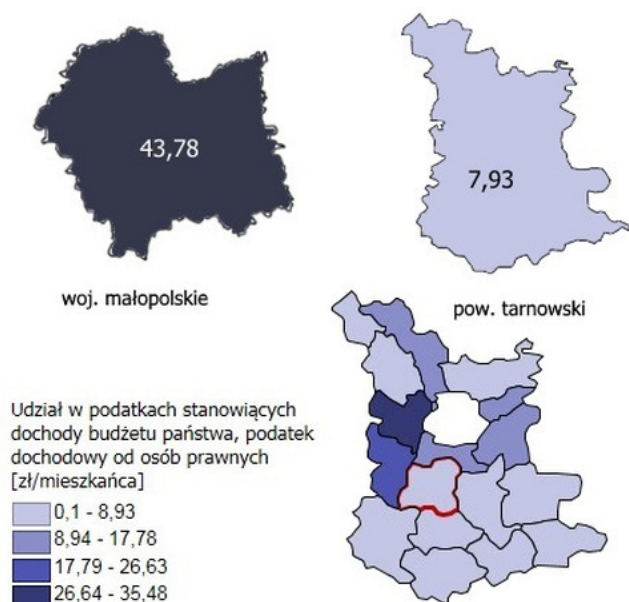 43,78
7,93
woj. małopolskie
pow. tarnowski
Udział w podatkach stanowiących
dochody budżetu państwa, podatek
dochodowy od osób prawnych
[zł/mieszkańca]
0,1 - 8,93
8,94 - 17,78
17,79 - 26,63
26,64 - 35,48